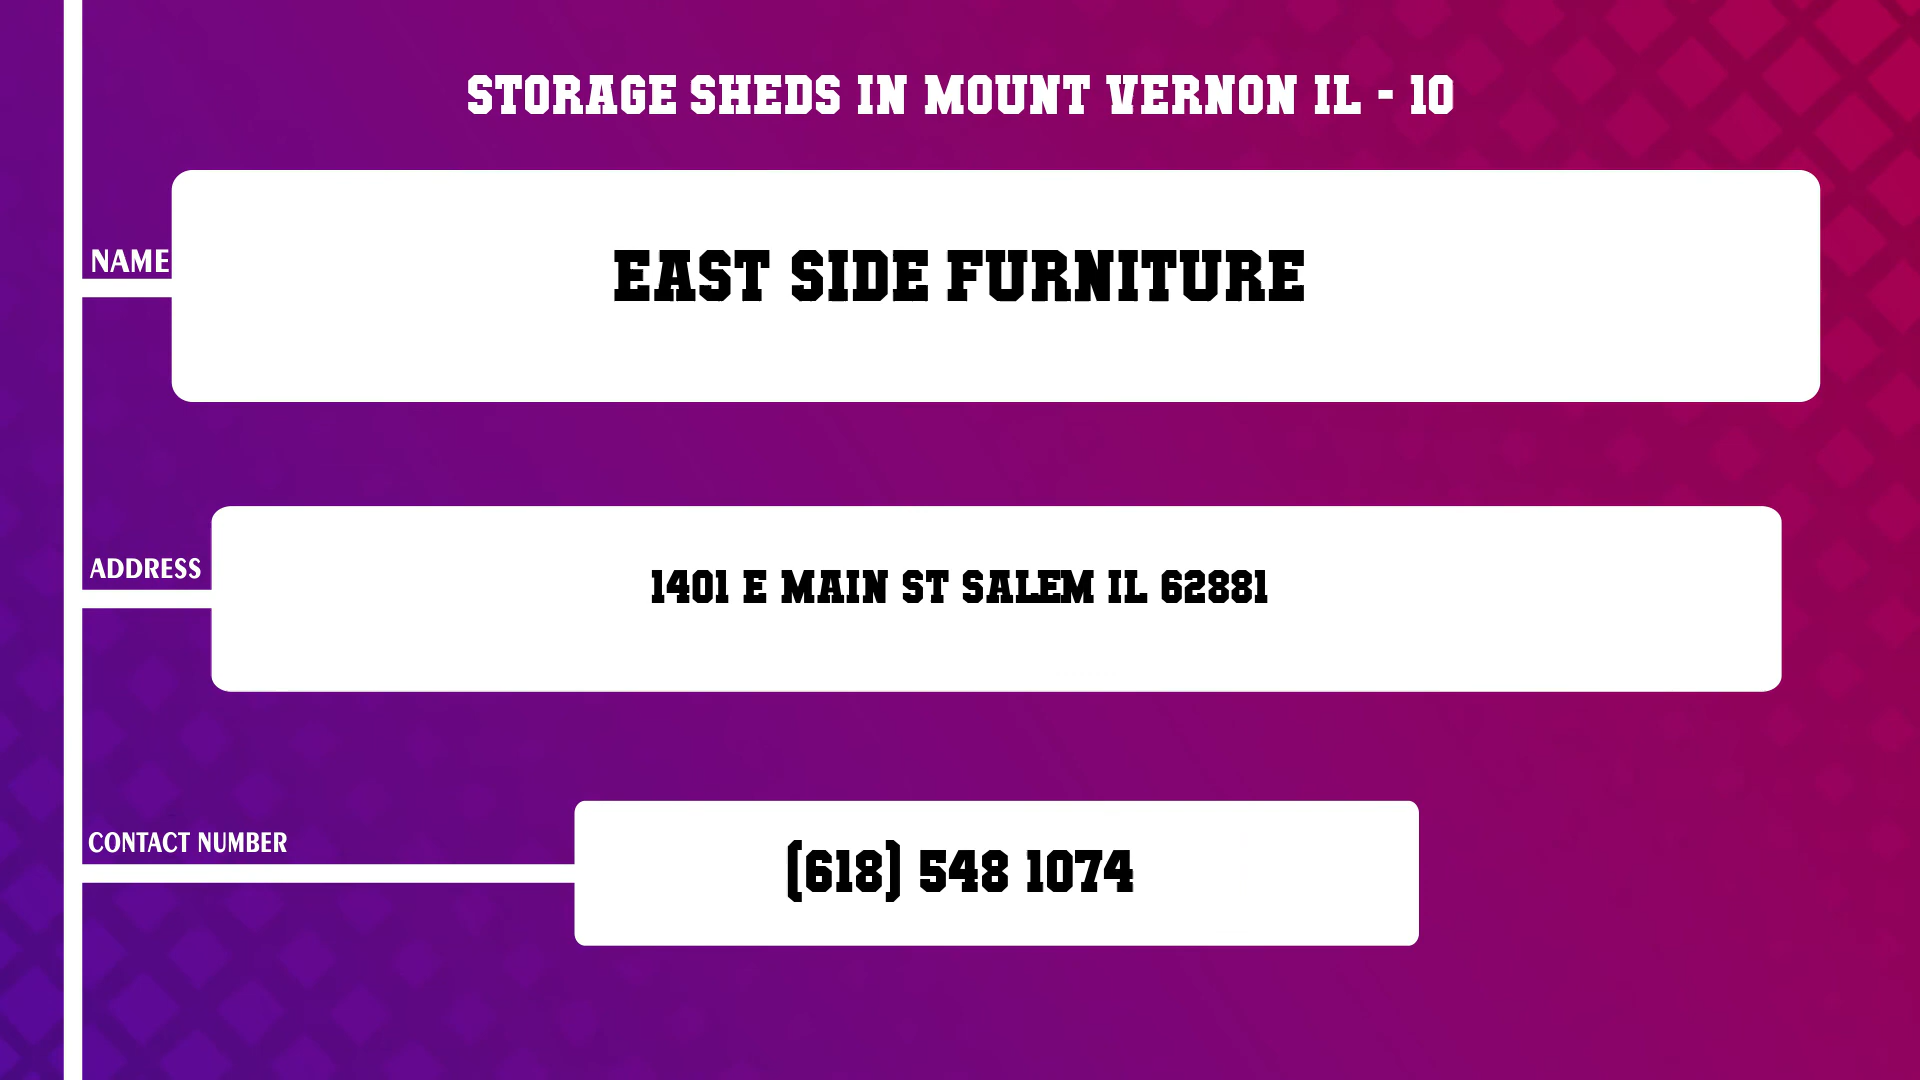 STORAGE SHEDS IN MOUNT VERNON IL - 10
NAME
EAST SIDE FURNITURE
ADDRESS
1401 E MAIN ST SALEM IL 62881
CONTACT NUMBER
(618) 548 1074